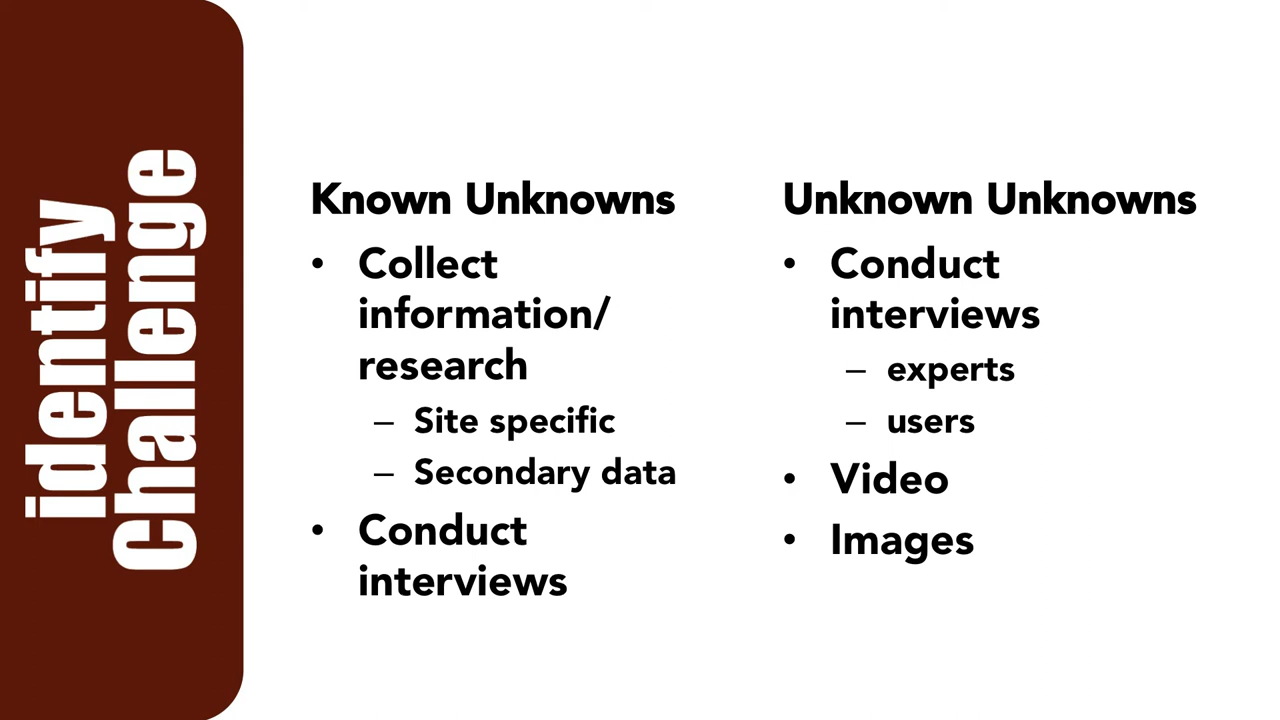 identify
Challenge
Known Unknowns
• Collect
information/
research
– Site specific
– Secondary data
• Conduct
interviews
Unknown Unknowns
• Conduct
interviews
– experts
– users
• Video
• Images